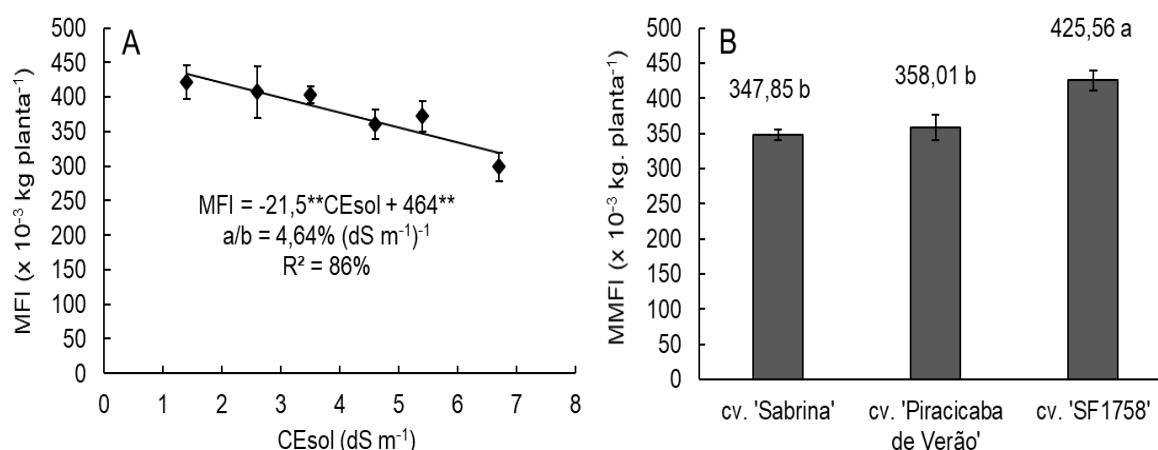 A
MFI (x 10⁻³ kg planta⁻¹)
500
450
400
350
300
250
200
150
100
50
0
MFI = -21,5**CEsol + 464**
a/b = 4,64% (dS m⁻¹)⁻¹
R² = 86%
0 1 2 3 4 5 6 7 8
CEsol (dS m⁻¹)
B
MMFI (x 10⁻³ kg. planta⁻¹)
500
450
400
350
300
250
200
150
100
50
0
347,85 b
358,01 b
425,56 a
cv. 'Sabrina'
cv. 'Piracicaba
de Verão'
cv. 'SF1758'